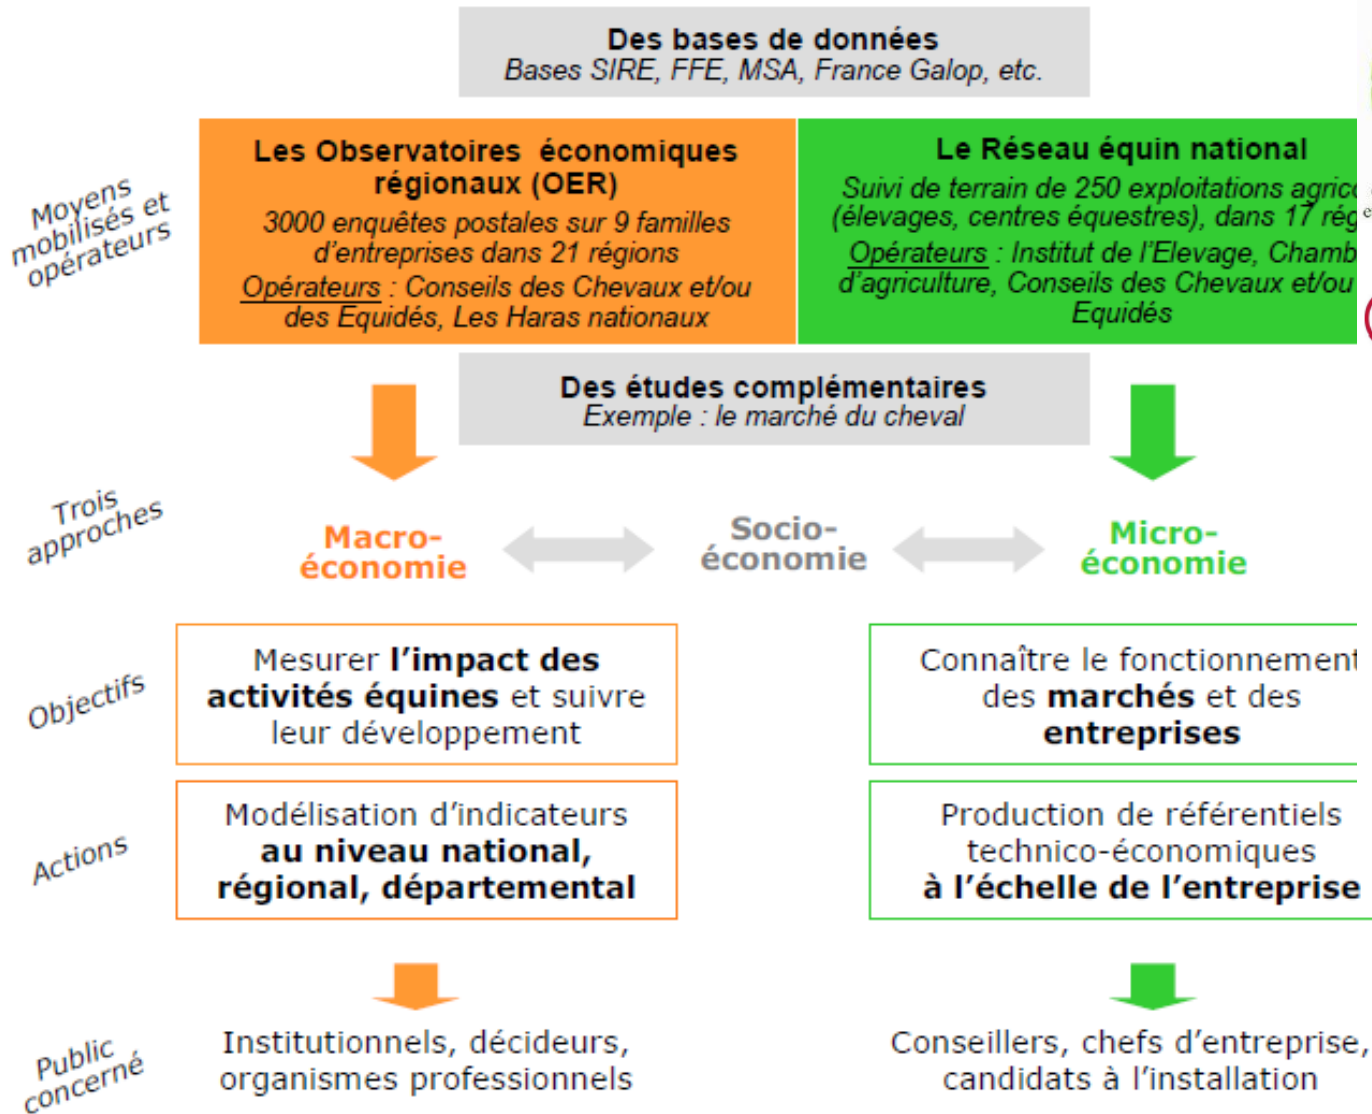 Des bases de données
Bases SIRE, FFE, MSA, France Galop, etc.
Moyens
mobilisés et
opérateurs
Les Observatoires économiques
régionaux (OER)
3000 enquêtes postales sur 9 familles
d'entreprises dans 21 régions
Opérateurs : Conseils des Chevaux et/ou
des Equidés, Les Haras nationaux
Le Réseau équin national
Suivi de terrain de 250 exploitations agrico
(élevages, centres équestres), dans 17 rég
Opérateurs : Institut de l'Elevage, Chamb
d'agriculture, Conseils des Chevaux et/ou
Equidés
Des études complémentaires
Exemple : le marché du cheval
Trois
approches
Macro-
économie
Socio-
économie
Micro-
économie
Objectifs
Mesurer l'impact des
activités équines et suivre
leur développement
Connaître le fonctionnement
des marchés et des
entreprises
Actions
Modélisation d'indicateurs
au niveau national,
régional, départemental
Production de référentiels
technico-économiques
à l'échelle de l'entreprise
Public
concerné
Institutionnels, décideurs,
organismes professionnels
Conseillers, chefs d'entreprise,
candidats à l'installation